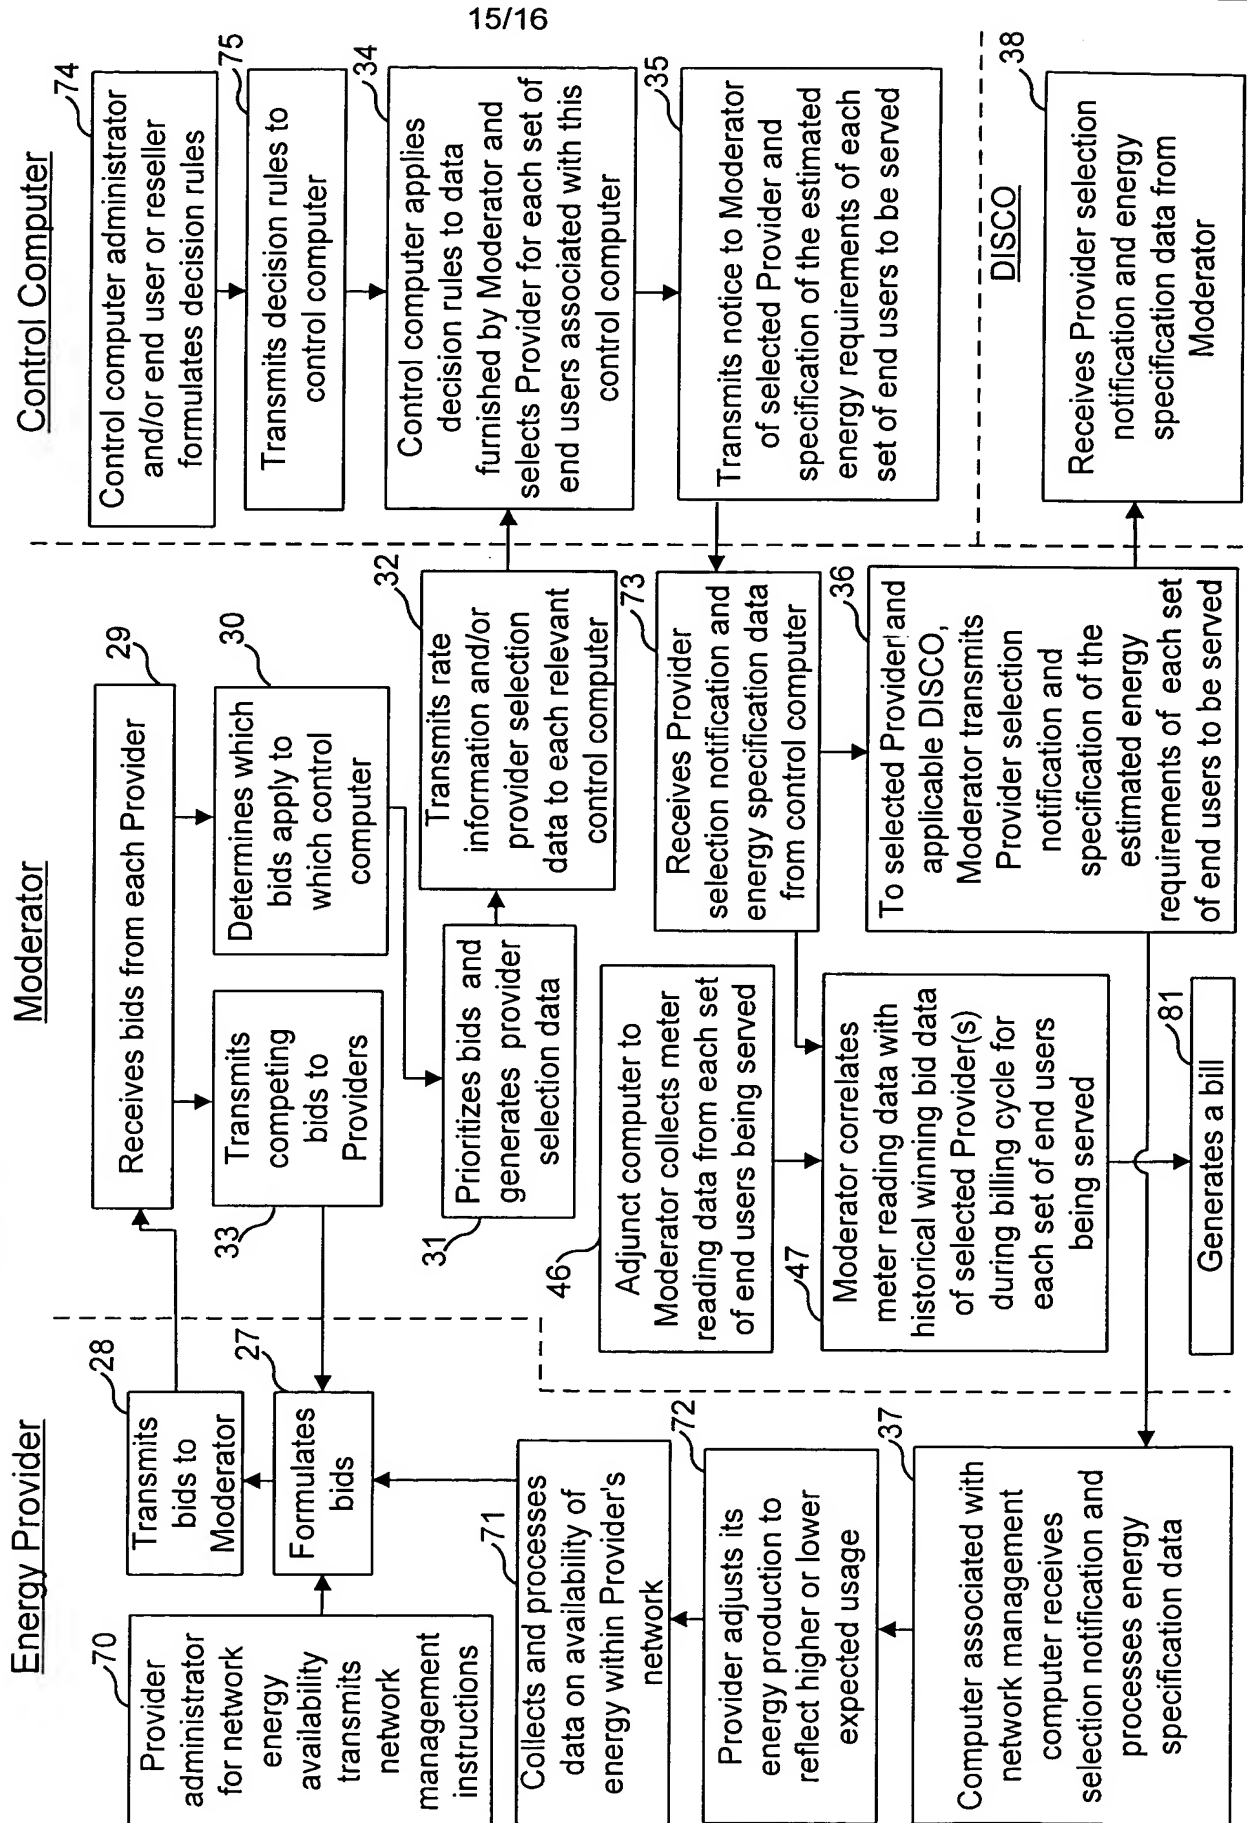 15/16
Energy Provider
70
Provider
administrator
for network
energy
availability
transmits
network
management
instructions
28
Transmits
bids to
Moderator
27
Formulates
bids
71
Collects and processes
data on availability of
energy within Provider's
network
72
Provider adjusts its
energy production to
reflect higher or lower
expected usage
37
Computer associated with
network management
computer receives
selection notification and
processes energy
specification data
Moderator
29
Receives bids from each Provider
33
Transmits
competing
bids to
Providers
30
Determines which
bids apply to
which control
computer
31
Prioritizes bids and
generates provider
selection data
32
Transmits rate
information and/or
provider selection
data to each relevant
control computer
46
Adjunct computer to
Moderator collects meter
reading data from each set
of end users being served
73
Receives Provider
selection notification and
energy specification data
from control computer
47
Moderator correlates
meter reading data with
historical winning bid data
of selected Provider(s)
during billing cycle for
each set of end users
being served
36
To selected Provider and
applicable DISCO,
Moderator transmits
Provider selection
notification and
specification of the
estimated energy
requirements of each set
of end users to be served
81
Generates a bill
Control Computer
74
Control computer administrator
and/or end user or reseller
formulates decision rules
75
Transmits decision rules to
control computer
34
Control computer applies
decision rules to data
furnished by Moderator and
selects Provider for each set of
end users associated with this
control computer
35
Transmits notice to Moderator
of selected Provider and
specification of the estimated
energy requirements of each
set of end users to be served
DISCO
38
Receives Provider selection
notification and energy
specification data from
Moderator